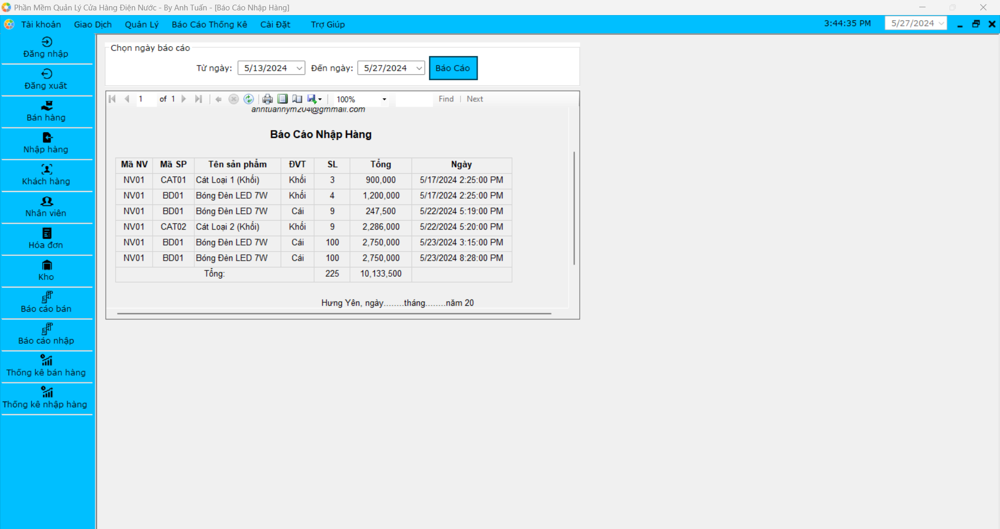 Phần Mềm Quản Lý Cửa Hàng Điện Nước - By Anh Tuấn - [Báo Cáo Nhập Hàng]
Tài khoản Giao Dịch Quản Lý Báo Cáo Thống Kê Cài Đặt Trợ Giúp 3:44:35 PM 5/27/2024
Đăng nhập
Đăng xuất
Bán hàng
Nhập hàng
Khách hàng
Nhân viên
Hóa đơn
Kho
Báo cáo bán
Báo cáo nhập
Thống kê bán hàng
Thống kê nhập hàng
Chọn ngày báo cáo
Từ ngày: 5/13/2024 Đến ngày: 5/27/2024 Báo Cáo
1 of 1 100% Find | Next
anhtuannym204@gmmail.com
Báo Cáo Nhập Hàng
Mã NV Mã SP Tên sản phẩm ĐVT SL Tổng Ngày
NV01 CAT01 Cát Loại 1 (Khối) Khối 3 900,000 5/17/2024 2:25:00 PM
NV01 BD01 Bóng Đèn LED 7W Khối 4 1,200,000 5/17/2024 2:25:00 PM
NV01 BD01 Bóng Đèn LED 7W Cái 9 247,500 5/22/2024 5:19:00 PM
NV01 CAT02 Cát Loại 2 (Khối) Khối 9 2,286,000 5/22/2024 5:20:00 PM
NV01 BD01 Bóng Đèn LED 7W Cái 100 2,750,000 5/23/2024 3:15:00 PM
NV01 BD01 Bóng Đèn LED 7W Cái 100 2,750,000 5/23/2024 8:28:00 PM
Tổng: 225 10,133,500
Hưng Yên, ngày........tháng........năm 20